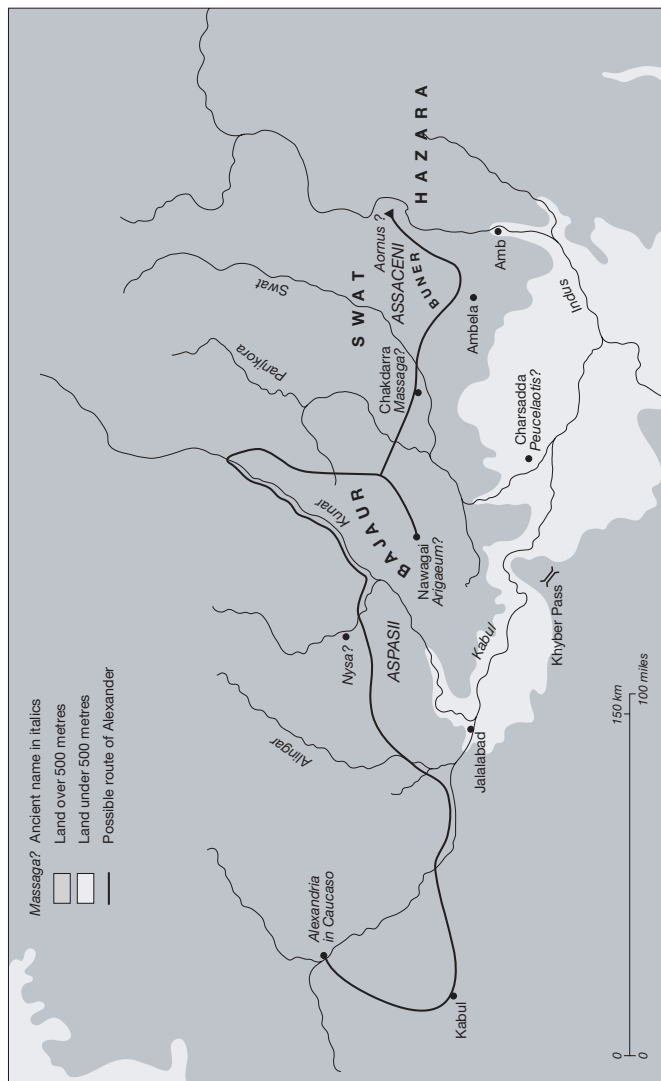 Massaga? Ancient name in italics
Land over 500 metres
Land under 500 metres
Possible route of Alexander
Alexandria
in Caucaso
Kabul
Alingar
Jalalabad
Nysa?
ASPASII
Kunar
BAJAUR
Nawagai
Arigaeum?
Kabul
Khyber Pass
Panjkora
Swat
SWAT
ASSACENI
BUNER
Aornus ?
HAZARA
Chakdarra
Massaga?
Ambela
Amb
Charsadda
Peucelaotis?
Indus
0 150 km
0 100 miles